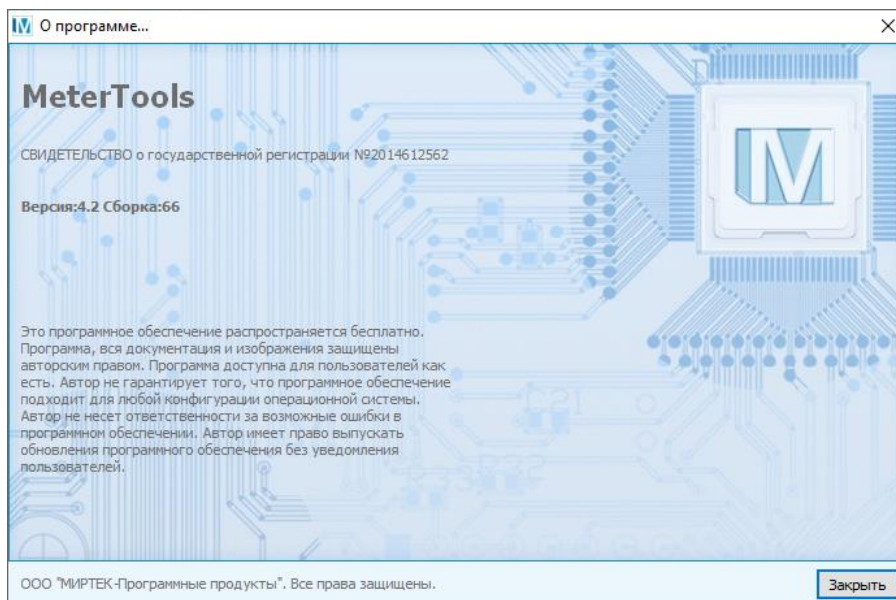 О программе...
MeterTools
СВИДЕТЕЛЬСТВО о государственной регистрации №2014612562
Версия:4.2 Сборка:66
Это программное обеспечение распространяется бесплатно.
Программа, вся документация и изображения защищены
авторским правом. Программа доступна для пользователей как
есть. Автор не гарантирует того, что программное обеспечение
подходит для любой конфигурации операционной системы.
Автор не несет ответственности за возможные ошибки в
программном обеспечении. Автор имеет право выпускать
обновления программного обеспечения без уведомления
пользователей.
ООО "МИРТЕК-Программные продукты". Все права защищены.
Закрыть